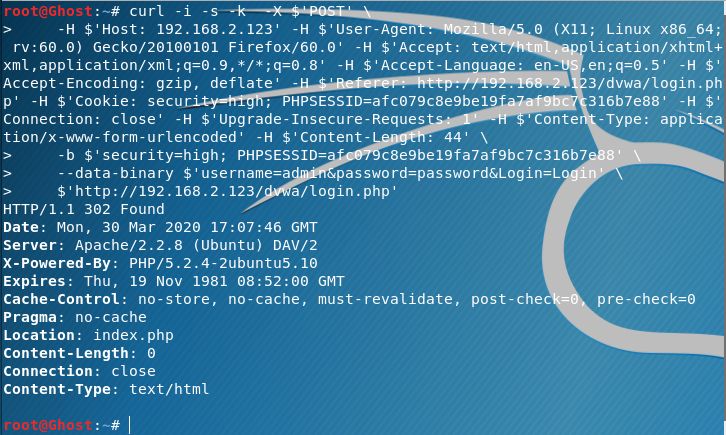 root@Ghost:~# curl -i -s -k  -X $'POST' \
>     -H $'Host: 192.168.2.123' -H $'User-Agent: Mozilla/5.0 (X11; Linux x86_64;
 rv:60.0) Gecko/20100101 Firefox/60.0' -H $'Accept: text/html,application/xhtml+
xml,application/xml;q=0.9,*/*;q=0.8' -H $'Accept-Language: en-US,en;q=0.5' -H $'
Accept-Encoding: gzip, deflate' -H $'Referer: http://192.168.2.123/dvwa/login.ph
p' -H $'Cookie: security=high; PHPSESSID=afc079c8e9be19fa7af9bc7c316b7e88' -H $'
Connection: close' -H $'Upgrade-Insecure-Requests: 1' -H $'Content-Type: applica
tion/x-www-form-urlencoded' -H $'Content-Length: 44' \
>     -b $'security=high; PHPSESSID=afc079c8e9be19fa7af9bc7c316b7e88' \
>     --data-binary $'username=admin&password=password&Login=Login' \
>     $'http://192.168.2.123/dvwa/login.php'
HTTP/1.1 302 Found
Date: Mon, 30 Mar 2020 17:07:46 GMT
Server: Apache/2.2.8 (Ubuntu) DAV/2
X-Powered-By: PHP/5.2.4-2ubuntu5.10
Expires: Thu, 19 Nov 1981 08:52:00 GMT
Cache-Control: no-store, no-cache, must-revalidate, post-check=0, pre-check=0
Pragma: no-cache
Location: index.php
Content-Length: 0
Connection: close
Content-Type: text/html
root@Ghost:~#